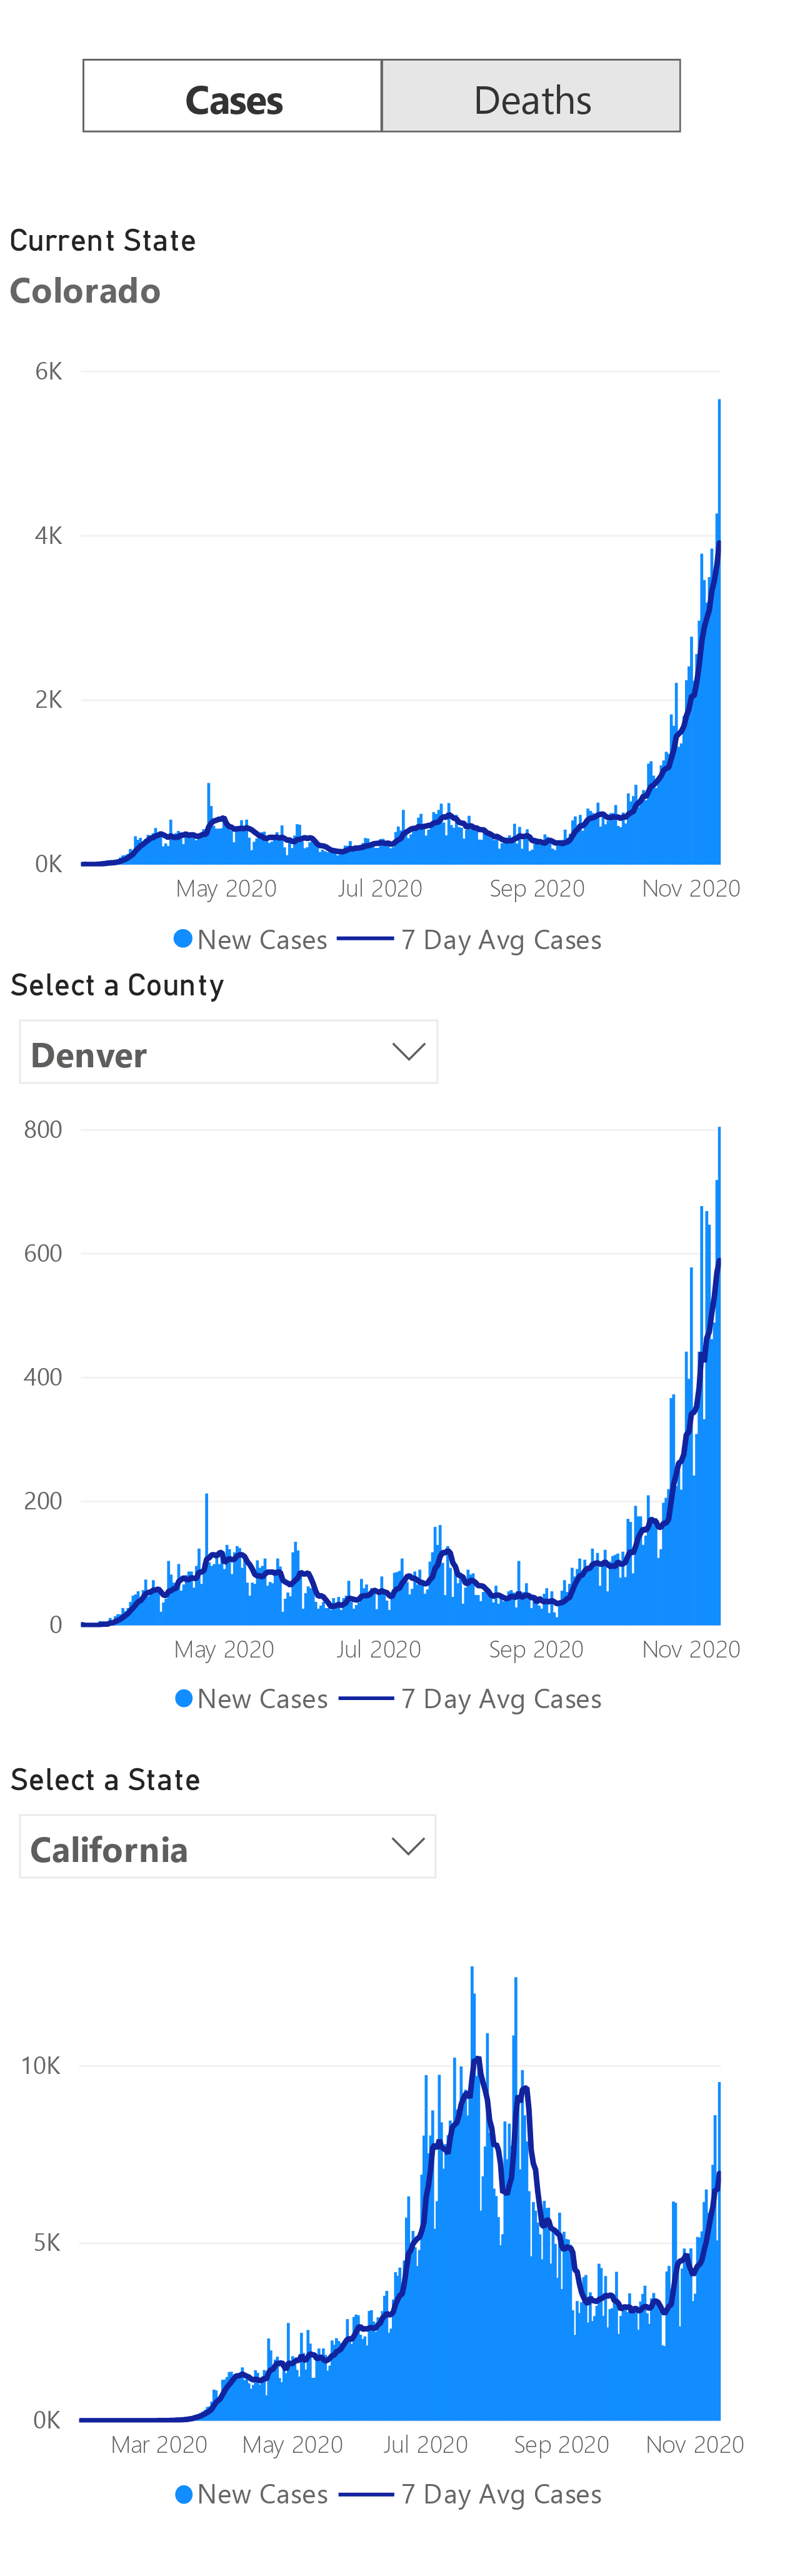 Cases Deaths
Current State
Colorado
6K
4K
2K
0K
May 2020 Jul 2020 Sep 2020 Nov 2020
New Cases 7 Day Avg Cases
Select a County
Denver
800
600
400
200
0
May 2020 Jul 2020 Sep 2020 Nov 2020
New Cases 7 Day Avg Cases
Select a State
California
10K
5K
0K
Mar 2020 May 2020 Jul 2020 Sep 2020 Nov 2020
New Cases 7 Day Avg Cases